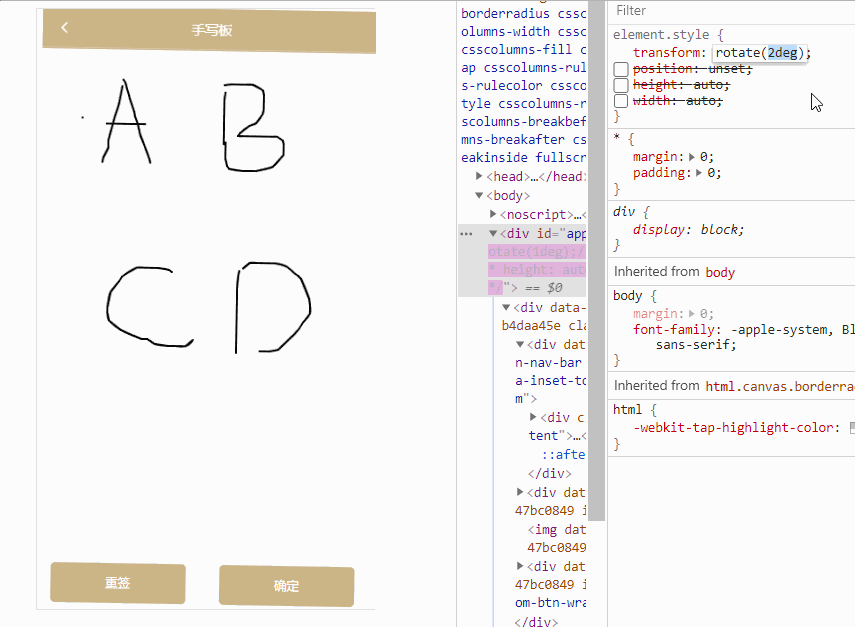 手写板
A B
C D
重签 确定
borderradius cssc
olumns-width cssc
csscolumns-fill c
ap csscolumns-rul
s-rulecolor cssco
tyle csscolumns-r
scolumns-breakbef
mns-breakafter cs
eakinside fullscr
<head>…</head
<body>
<noscript>…
<div id="app
otate(1deg);/
* height: aut
*/"> == $0
<div data-
b4daa45e cla
<div dat
n-nav-bar
a-inset-to
m">
<div c
tent">…
::afte
</div>
<div dat
47bc0849 i
<img dat
47bc0849
<div dat
47bc0849 i
om-btn-wra
</div>
Filter
element.style {
transform: rotate(2deg);
position: unset;
height: auto;
width: auto;
}
* {
margin: 0;
padding: 0;
}
div {
display: block;
}
Inherited from body
body {
margin: 0;
font-family: -apple-system, Bl
sans-serif;
}
Inherited from html.canvas.borderra
html {
-webkit-tap-highlight-color:
}